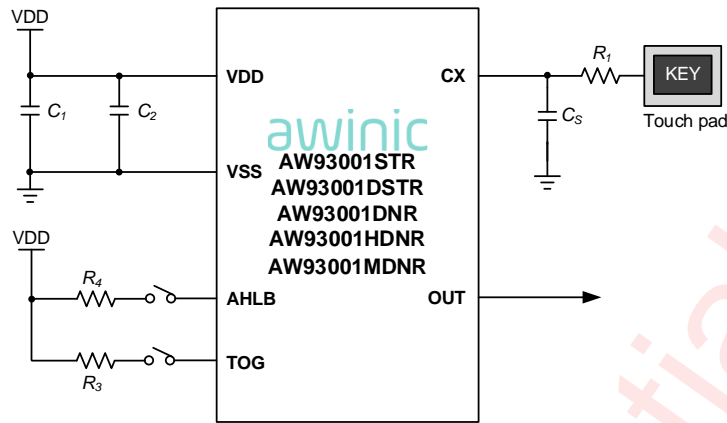 VDD
VDD
CX
R1
KEY
C1
C2
CS
Touch pad
awinic
VSS
AW93001STR
AW93001DSTR
AW93001DNR
AW93001HDNR
AW93001MDNR
VDD
R4
AHLB
OUT
R3
TOG